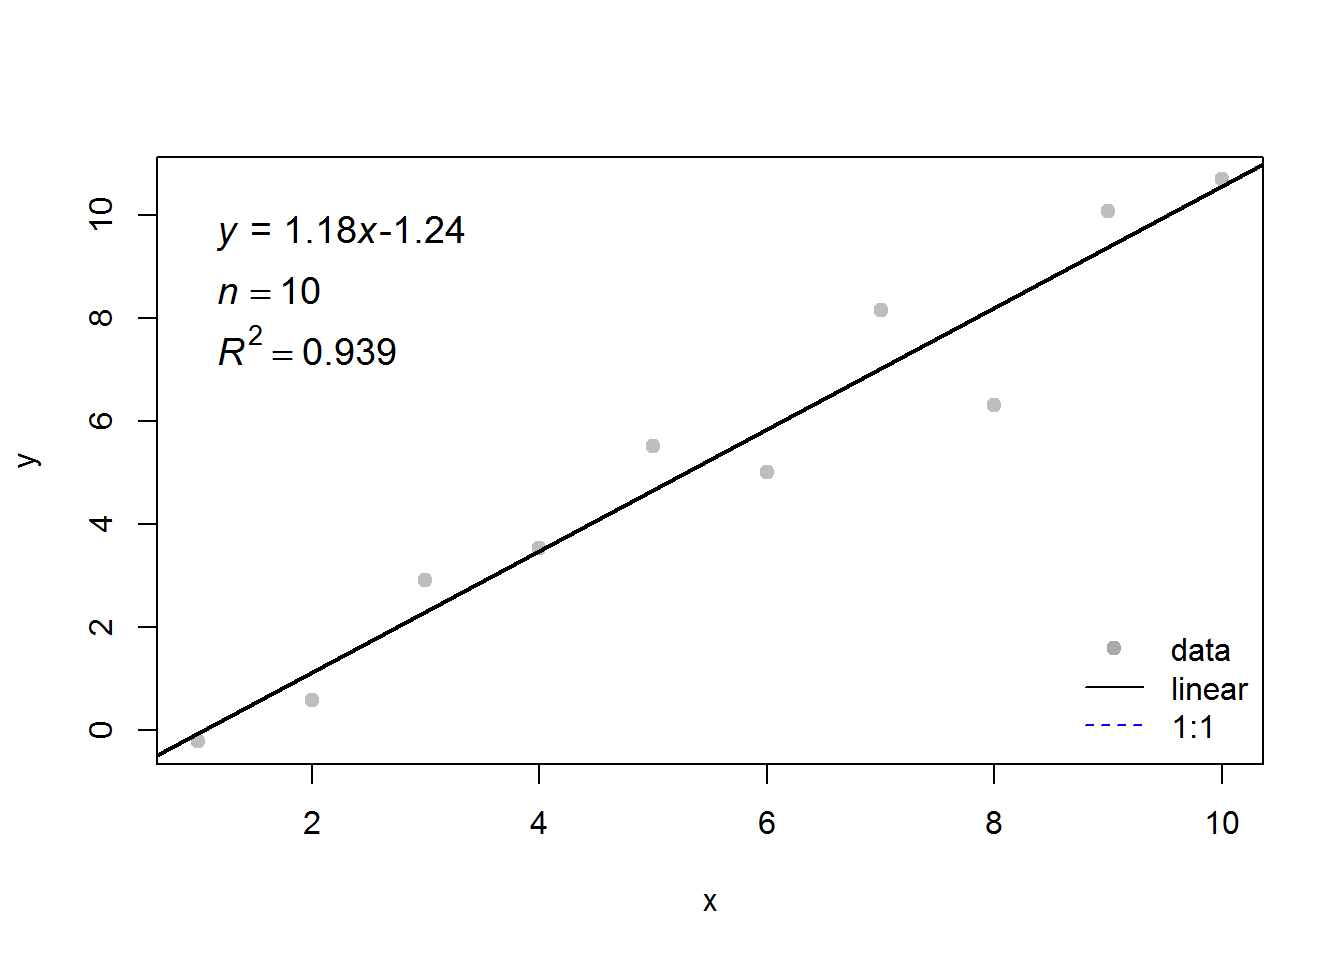 y = 1.18x-1.24
n = 10
R² = 0.939
10
8
6
4
2
0
y
data
linear
1:1
2 4 6 8 10
x